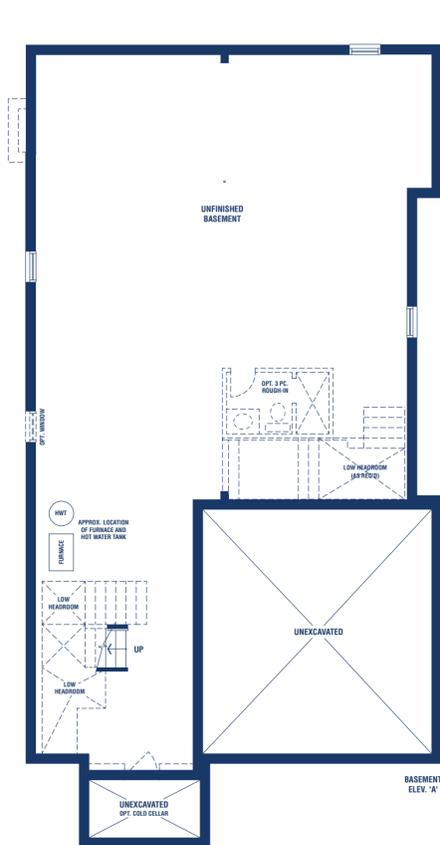 UNFINISHED
BASEMENT
OPT. 3 PC.
ROUGH-IN
OPT. WINDOW
LOW HEADROOM
(AS REQ'D)
HWT
APPROX. LOCATION
OF FURNACE AND
HOT WATER TANK
FURNACE
LOW
HEADROOM
UNEXCAVATED
UP
LOW
HEADROOM
BASEMENT
ELEV. 'A'
UNEXCAVATED
OPT. COLD CELLAR